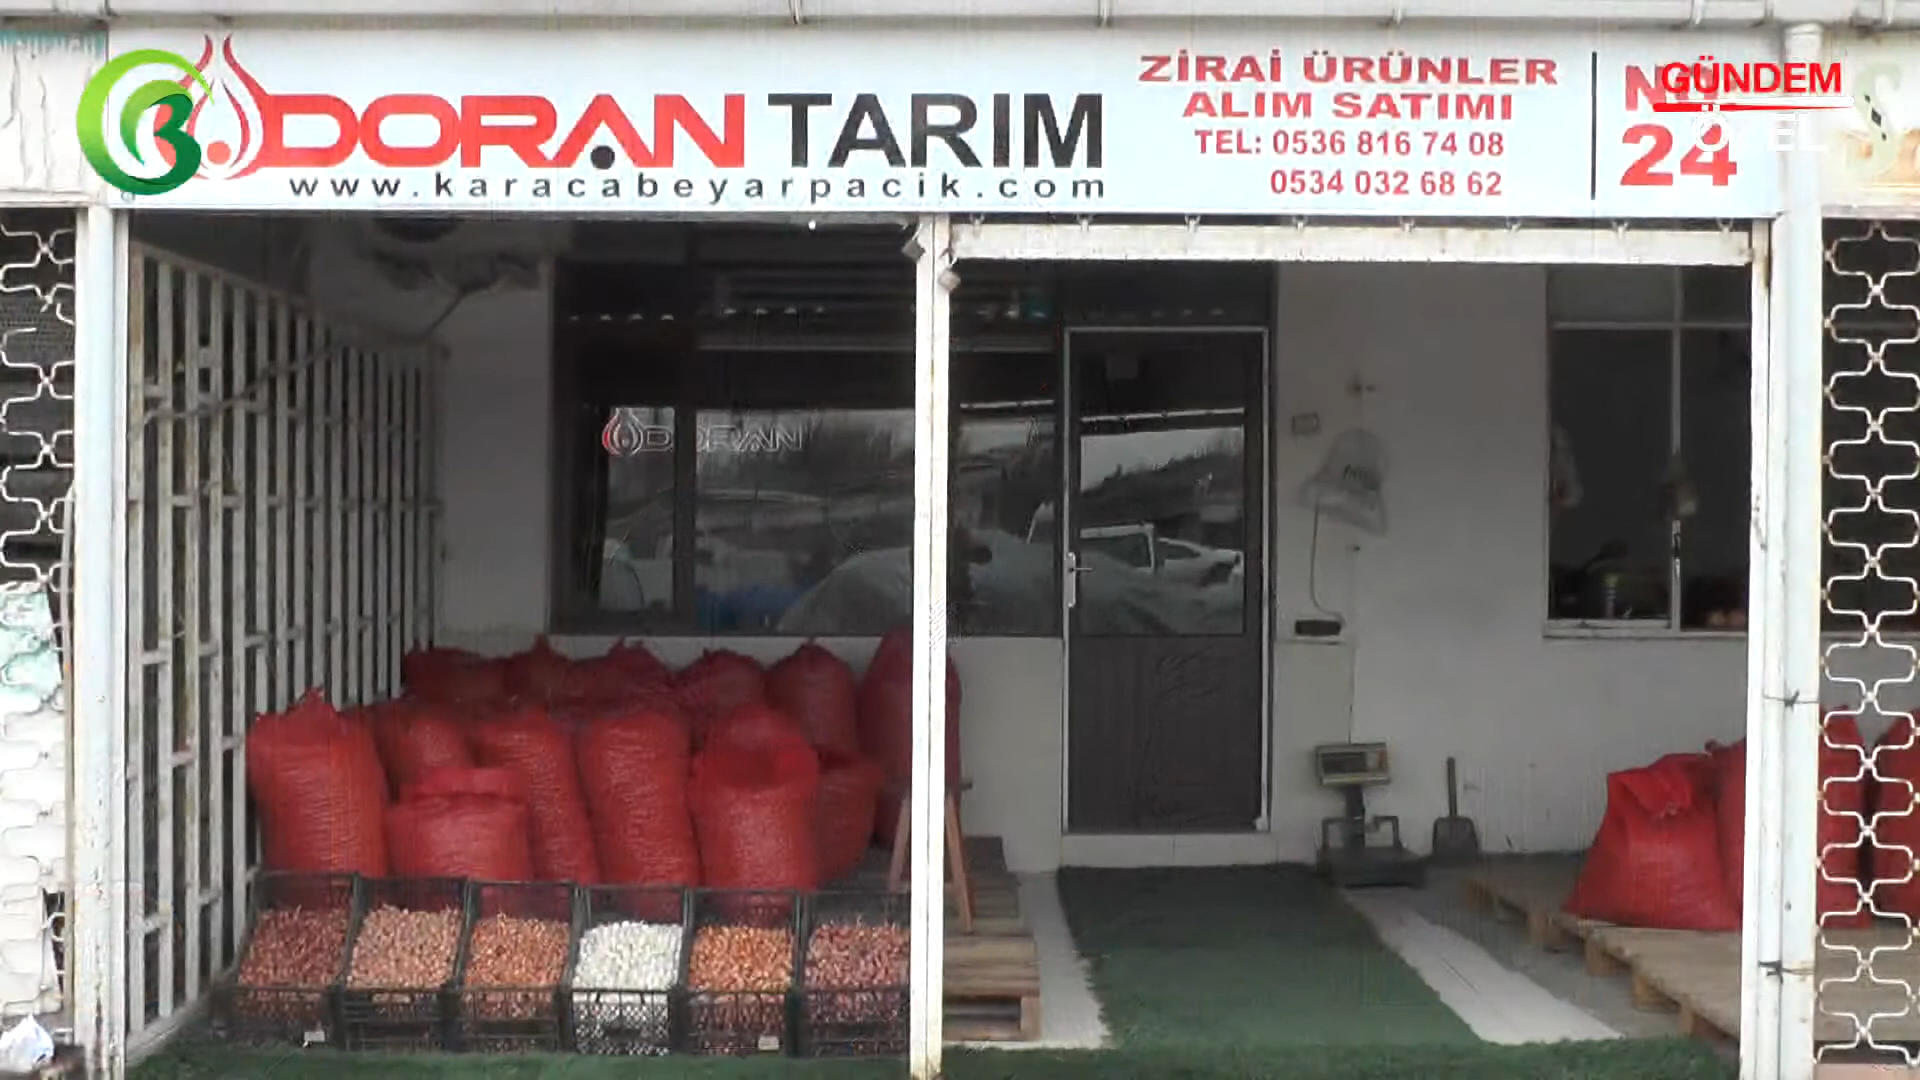 DORAN TARIM
www.karacabeyarpacik.com
ZİRAİ ÜRÜNLER
ALIM SATIMI
TEL: 0536 816 74 08
0534 032 68 62
24
GÜNDEM
ÖZEL
DORAN